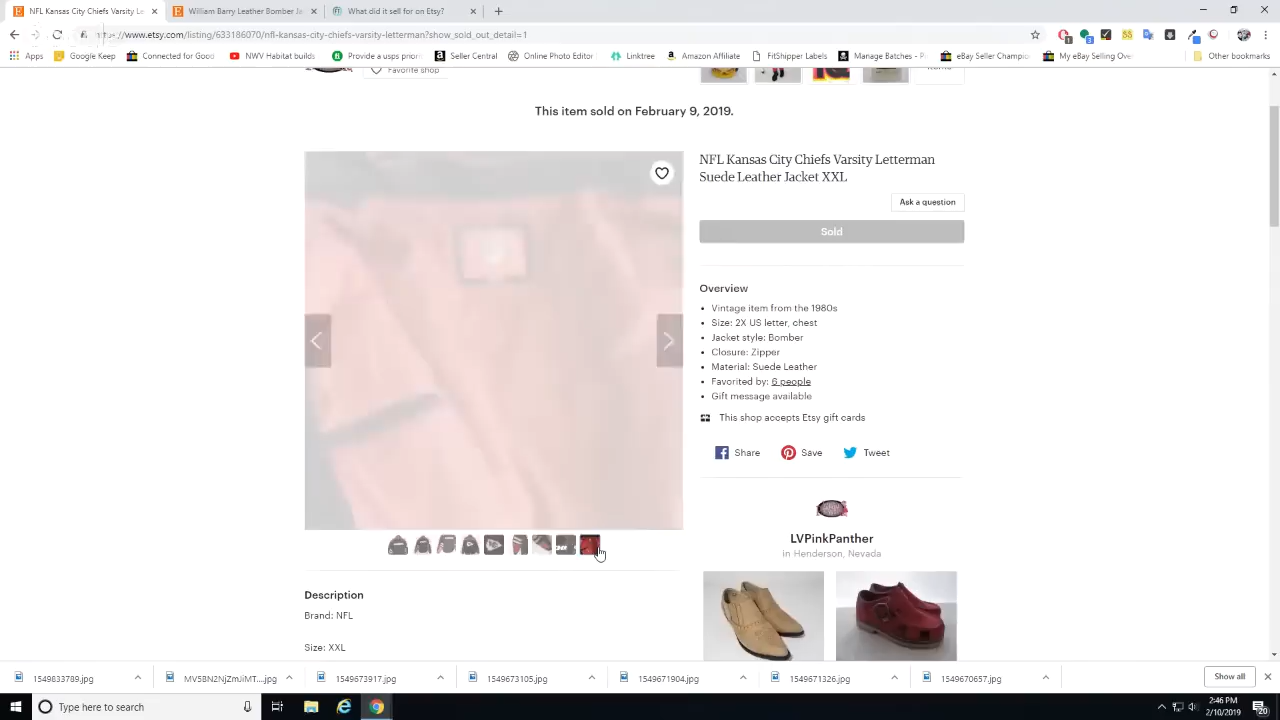 NFL Kansas City Chiefs Varsity Le
William Barry Leather Bomber Ja
What did it sell for on Etsy?
https://www.etsy.com/listing/633186070/nfl-kansas-city-chiefs-varsity-letterman?show_sold_out_detail=1
Apps Google Keep Connected for Goo NWV Habitat builds Provide a usps prior Seller Central Online Photo Editor Linktree Amazon Affiliate FitShipper Labels Manage Batches - P eBay Seller Champi My eBay Selling Ove Other bookmarks
Favorite shop
items
This item sold on February 9, 2019.
NFL Kansas City Chiefs Varsity Letterman
Suede Leather Jacket XXL
Ask a question
Sold
Overview
• Vintage item from the 1980s
• Size: 2X US letter, chest
• Jacket style: Bomber
• Closure: Zipper
• Material: Suede Leather
• Favorited by: 6 people
• Gift message available
This shop accepts Etsy gift cards
Share Save Tweet
LVPinkPanther
in Henderson, Nevada
Description
Brand: NFL
Size: XXL
1549833789.jpg MV5BN2NjZmJiMT....jpg 1549673917.jpg 1549673105.jpg 1549671904.jpg 1549671326.jpg 1549670657.jpg Show all
Type here to search
2:46 PM
2/10/2019
20